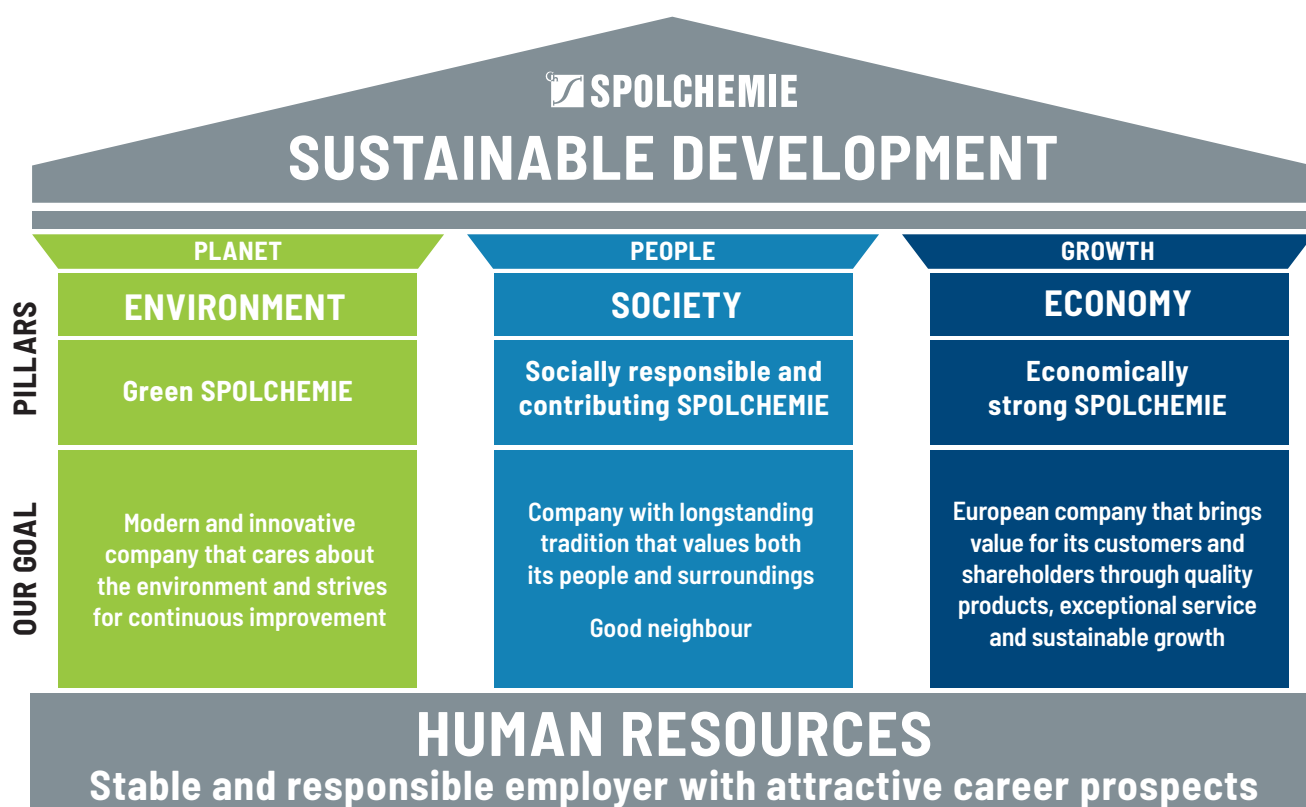 SPOLCHEMIE
SUSTAINABLE DEVELOPMENT
PILLARS
PLANET
ENVIRONMENT
Green SPOLCHEMIE
PEOPLE
SOCIETY
Socially responsible and
contributing SPOLCHEMIE
GROWTH
ECONOMY
Economically
strong SPOLCHEMIE
OUR GOAL
Modern and innovative
company that cares about
the environment and strives
for continuous improvement
Company with longstanding
tradition that values both
its people and surroundings
Good neighbour
European company that brings
value for its customers and
shareholders through quality
products, exceptional service
and sustainable growth
HUMAN RESOURCES
Stable and responsible employer with attractive career prospects